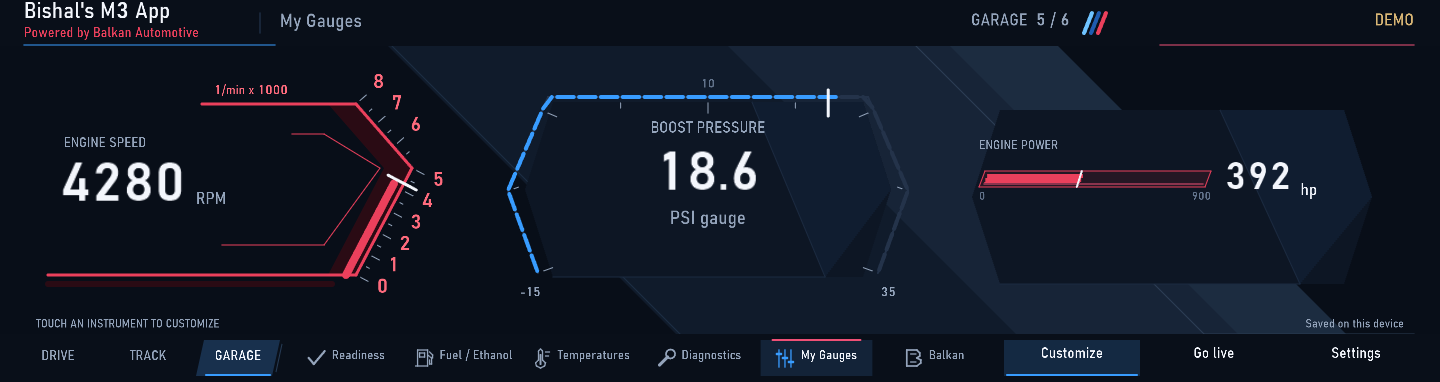 Bishal's M3 App
Powered by Balkan Automotive
My Gauges
GARAGE 5 / 6
DEMO
1/min x 1000
8
7
6
5
4
3
2
1
0
ENGINE SPEED
4280 RPM
10
BOOST PRESSURE
18.6
PSI gauge
-15
35
ENGINE POWER
392 hp
0
900
TOUCH AN INSTRUMENT TO CUSTOMIZE
Saved on this device
DRIVE
TRACK
GARAGE
Readiness
Fuel / Ethanol
Temperatures
Diagnostics
My Gauges
Balkan
Customize
Go live
Settings